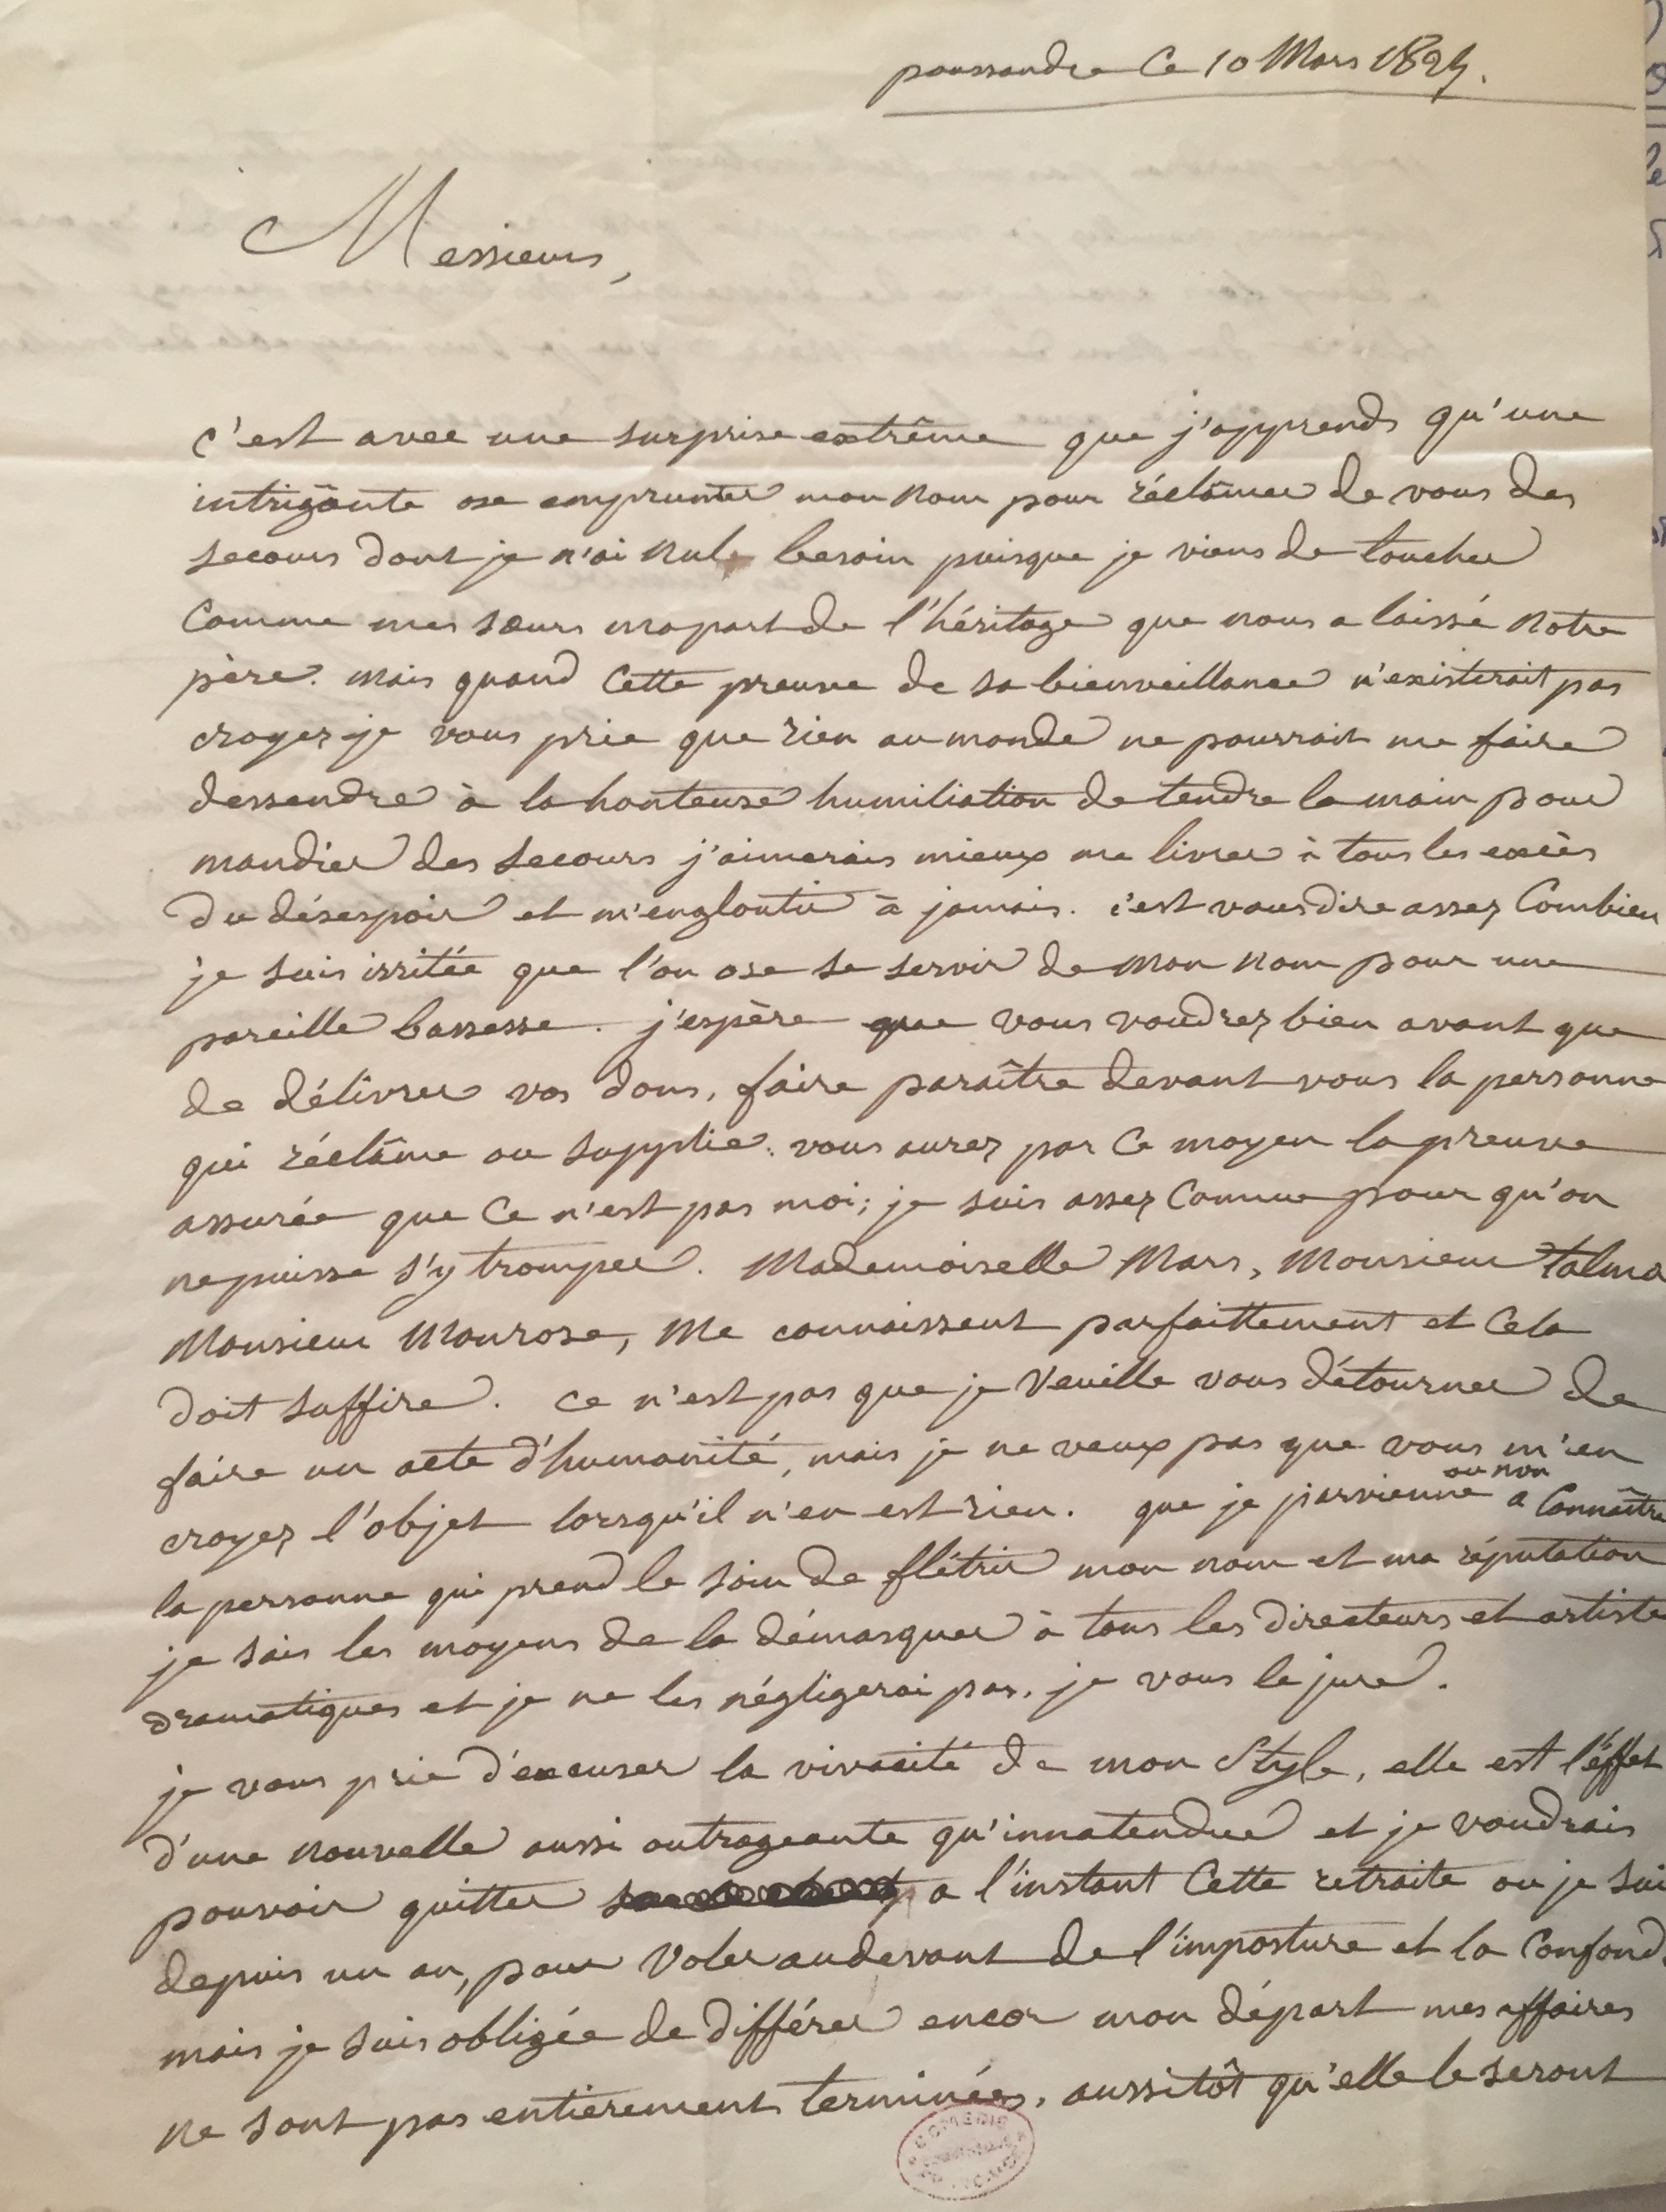 poussandre Ce 10 Mars 1824.
Messieurs,
c'est avec une surprise extrême que j'apprends qu'une
intrigante ose emprunter mon nom pour réclâmer de vous des
secours dont je n'ai nul besoin puisque je viens de toucher
Comme mes sœurs ma part de l'héritage que nous a laissé notre
père. mais quand Cette preuve de sa bienveillance n'existerait pas
croyez-je vous prie que rien au monde ne pourrait me faire
dessendre à la honteuse humiliation de tendre la main pour
mandier des secours j'aimerais mieux me livrer à tous les excès
du désespoir et m'engloutir à jamais. c'est vous dire assez Combien
je suis irritée que l'on ose se servir de mon nom pour une
pareille bassesse. j'espère que vous voudrez bien avant que
de délivrer vos dons, faire paraître devant vous la personne
qui réclâme ou supplie. vous aurez par Ce moyen la preuve
assurée que Ce n'est pas moi; je suis assez Connue pour qu'on
ne puisse s'y tromper. Mademoiselle Mars, Monsieur talma
Monsieur Monrose, Me connaissent parfaittement et Cela
doit suffire. ce n'est pas que je Veuille vous détourner de
faire un acte d'humanité, mais je ne veux pas que vous m'en
croyez l'objet lorsqu'il n'en est rien. que je parvienne ou non a Connaître
la personne qui prend le soin de flétrir mon nom et ma réputation
je sais les moyens de la démasquer à tous les directeurs et artiste
dramatiques et je ne les négligerai pas. je vous le jure.
je vous prie d'éxcuser la vivacité de mon Style, elle est l'éffet
d'une nouvelle aussi outrageante qu'innatendue et je voudrais
pouvoir quitter a l'instant Cette retraite ou je sui
depuis un an, pour Voler audevant de l'imposture et la Confond
mais je suis obligée de différer encor mon départ mes affaires
ne sont pas entierement terminées. aussitôt qu'elle le seront